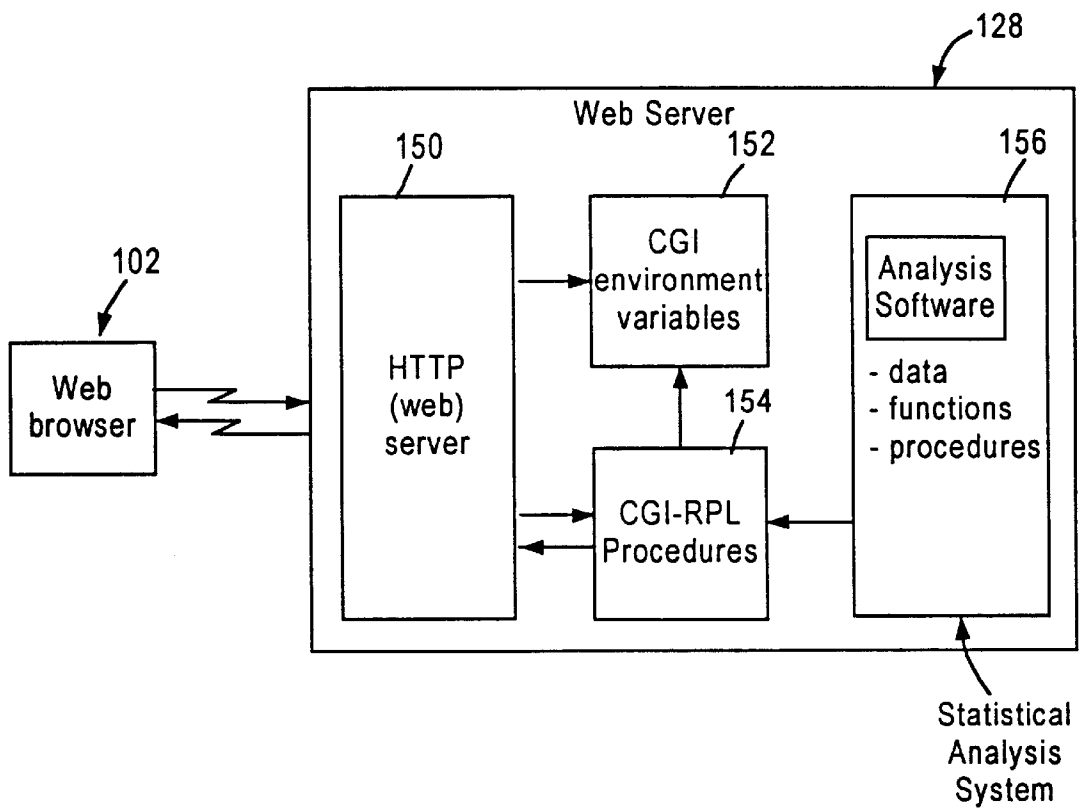 128
Web Server
150
152
156
102
CGI
environment
variables
Analysis
Software
Web
browser
HTTP
(web)
server
- data
- functions
- procedures
154
CGI-RPL
Procedures
Statistical
Analysis
System